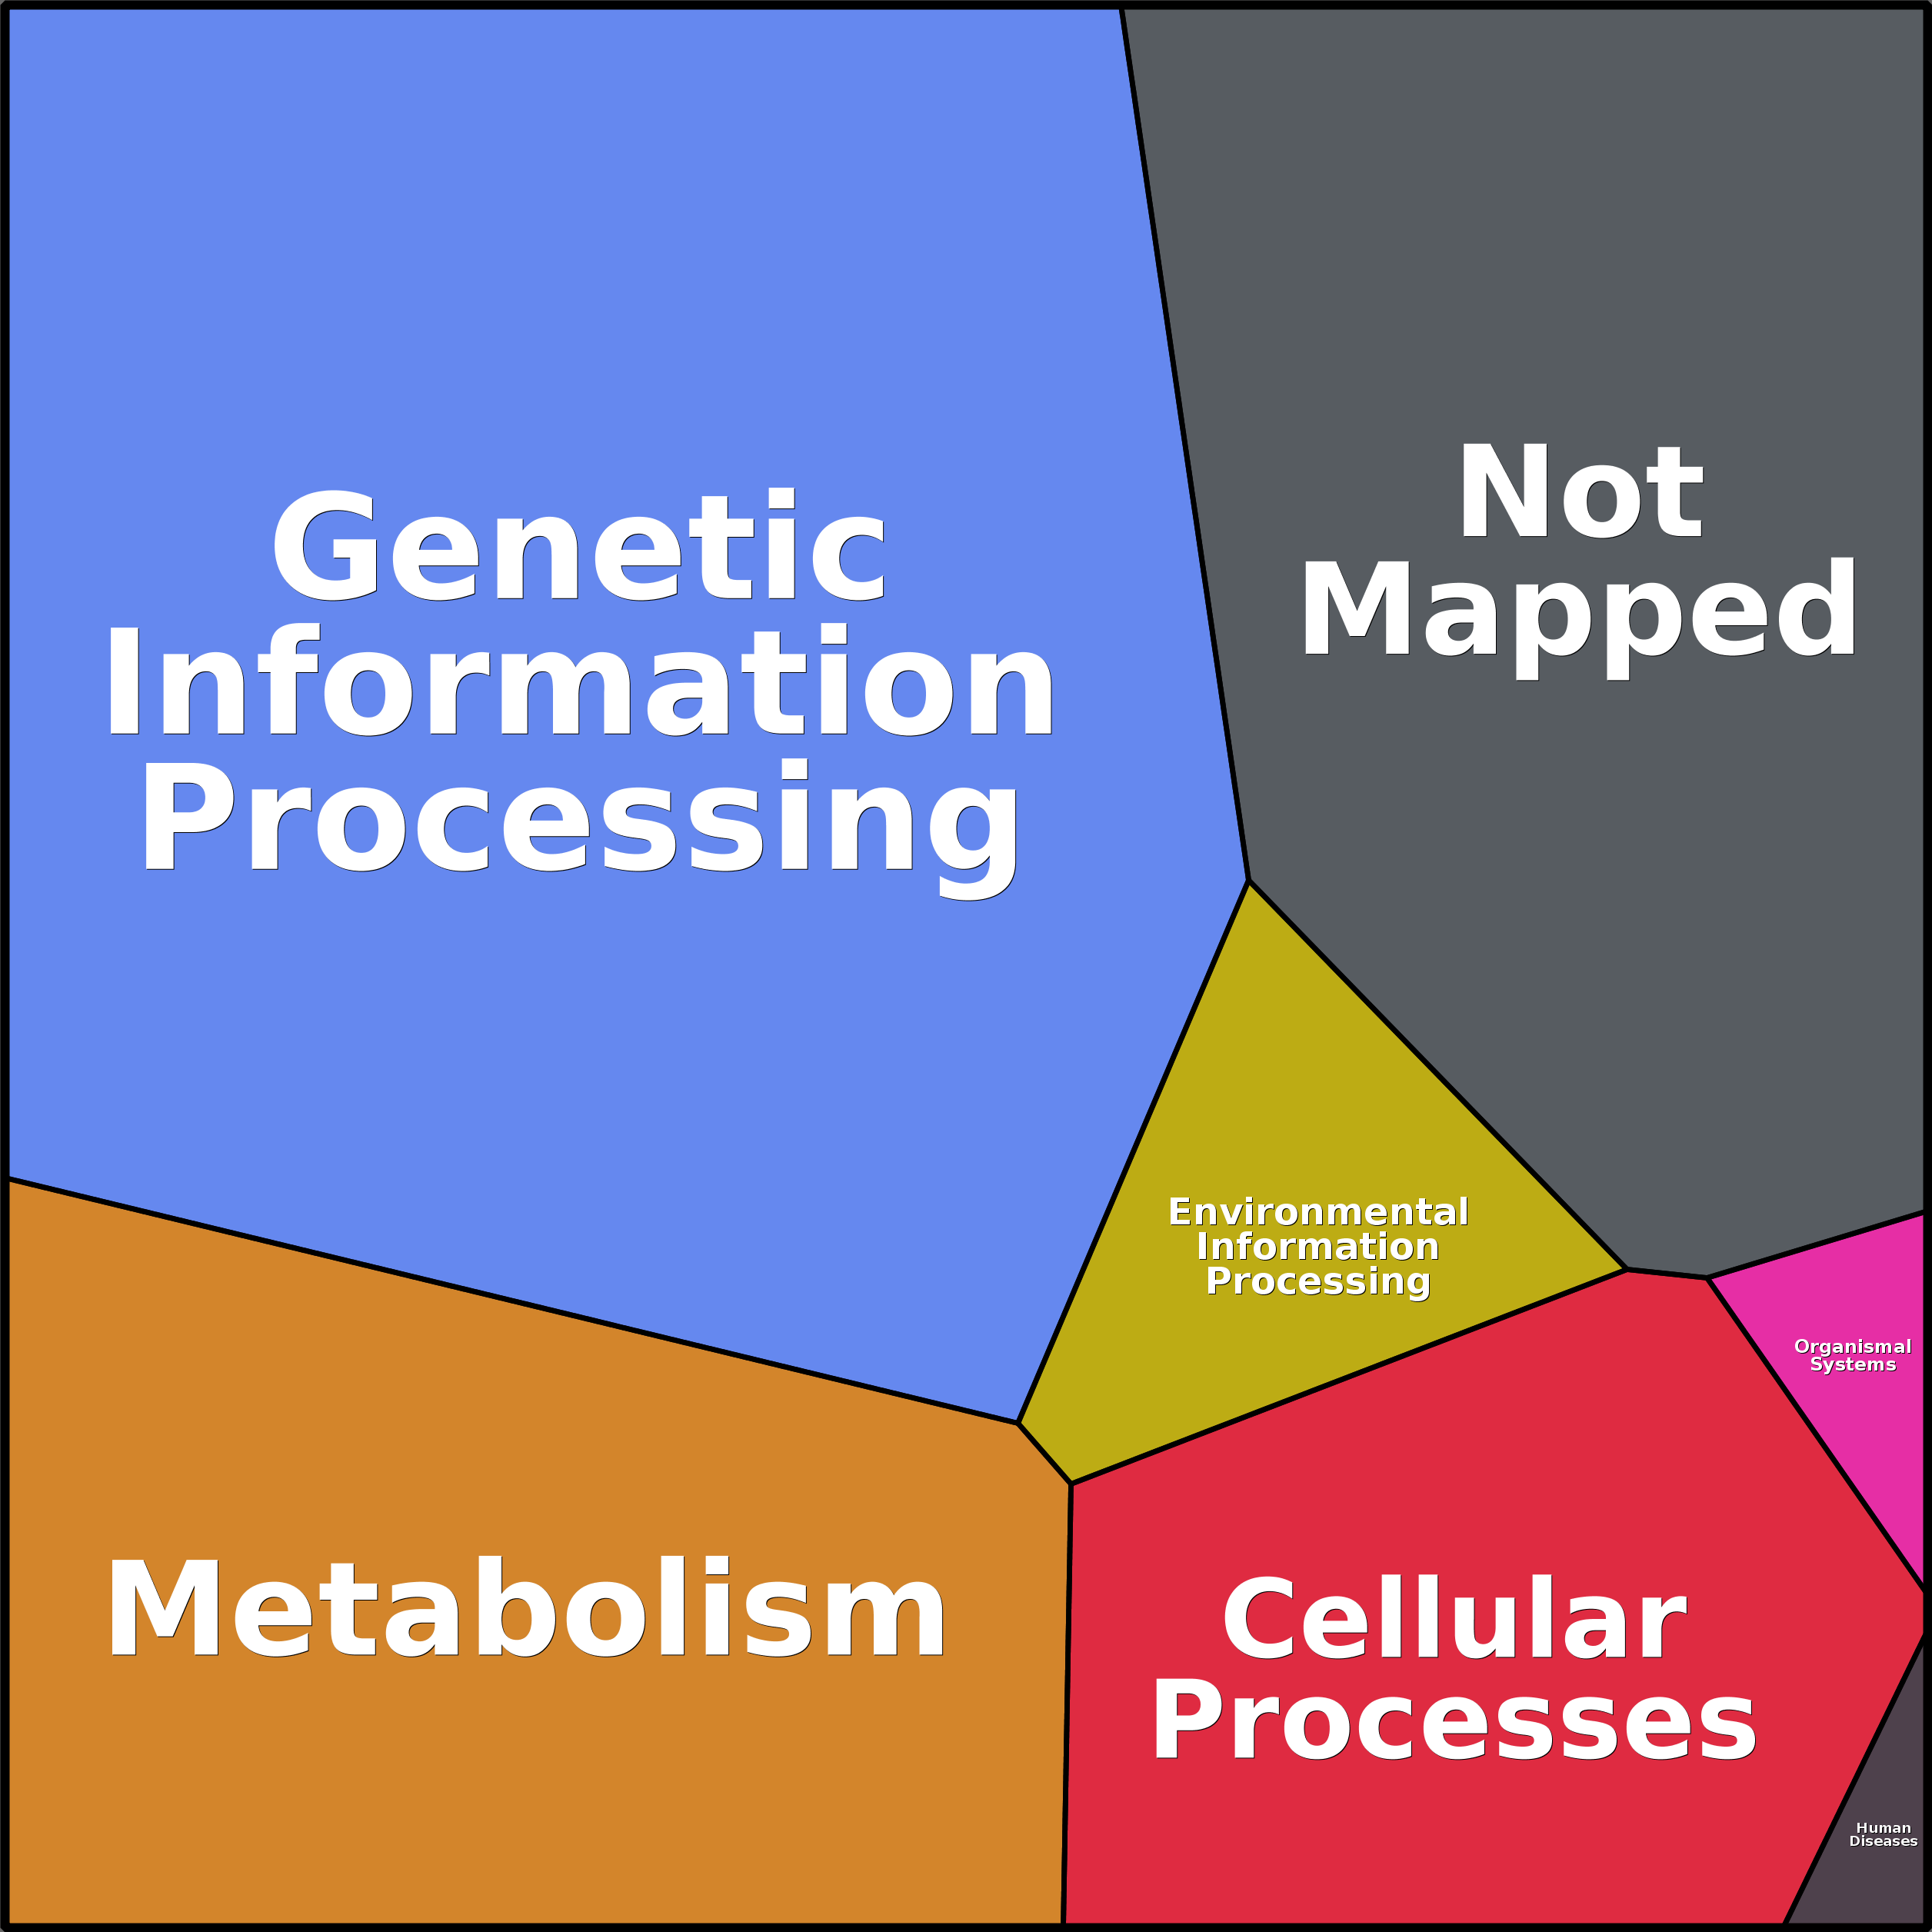 Genetic
Information
Processing
Not
Mapped
Environmental
Information
Processing
Organismal
Systems
Metabolism
Cellular
Processes
Human
Diseases